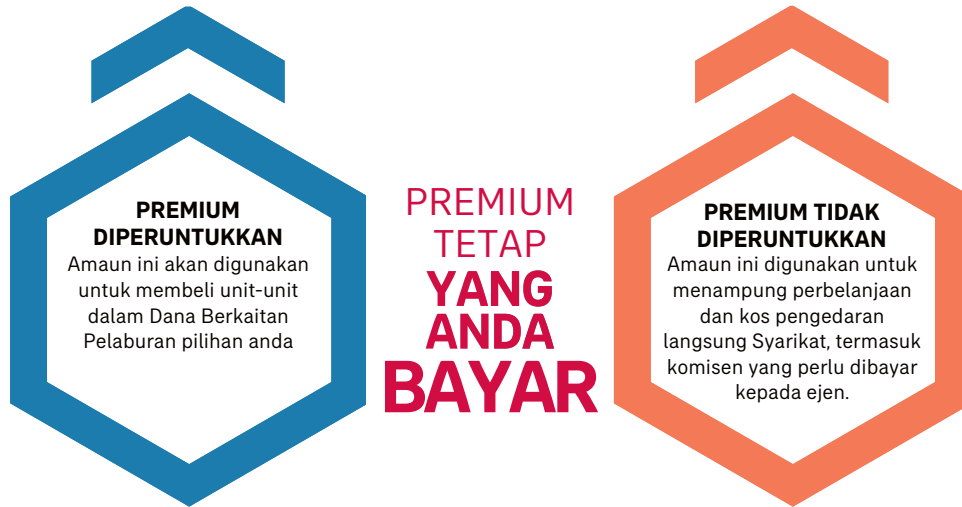 PREMIUM
DIPERUNTUKKAN
Amaun ini akan digunakan
untuk membeli unit-unit
dalam Dana Berkaitan
Pelaburan pilihan anda
PREMIUM
TETAP
YANG
ANDA
BAYAR
PREMIUM TIDAK
DIPERUNTUKKAN
Amaun ini digunakan untuk
menampung perbelanjaan
dan kos pengedaran
langsung Syarikat, termasuk
komisen yang perlu dibayar
kepada ejen.